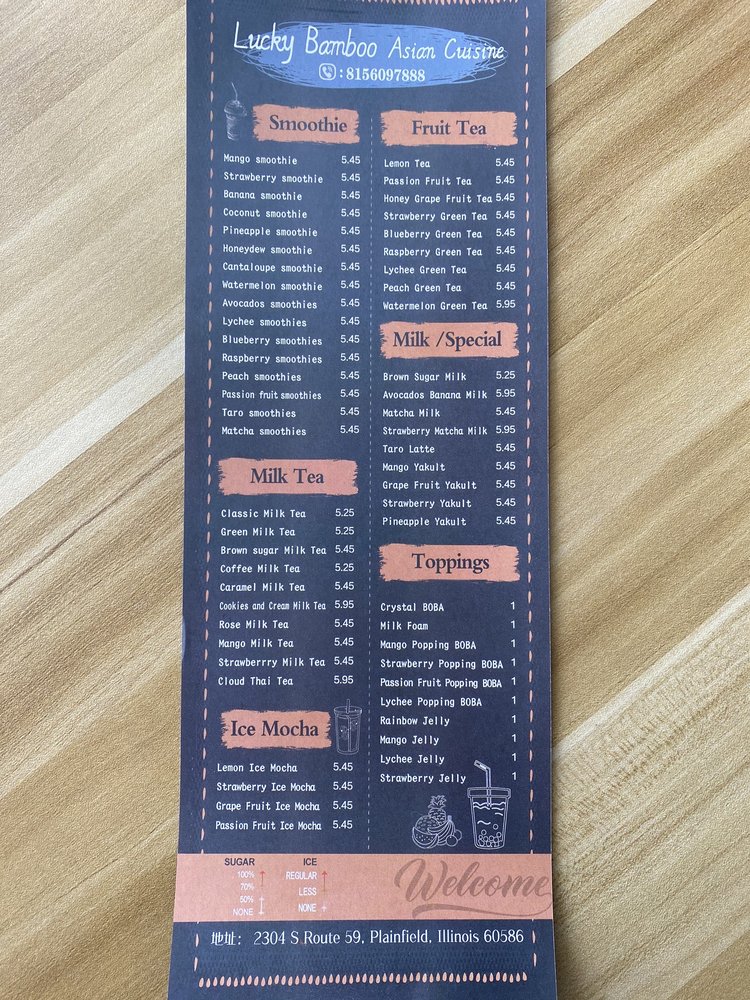 Lucky Bamboo Asian Cuisine
:8156097888
Smoothie
Mango smoothie 5.45
Strawberry smoothie 5.45
Banana smoothie 5.45
Coconut smoothie 5.45
Pineapple smoothie 5.45
Honeydew smoothie 5.45
Cantaloupe smoothie 5.45
Watermelon smoothie 5.45
Avocados smoothies 5.45
Lychee smoothies 5.45
Blueberry smoothies 5.45
Raspberry smoothies 5.45
Peach smoothies 5.45
Passion fruit smoothies 5.45
Taro smoothies 5.45
Matcha smoothies 5.45
Milk Tea
Classic Milk Tea 5.25
Green Milk Tea 5.25
Brown sugar Milk Tea 5.45
Coffee Milk Tea 5.25
Caramel Milk Tea 5.45
Cookies and Cream Milk Tea 5.95
Rose Milk Tea 5.45
Mango Milk Tea 5.45
Strawberrry Milk Tea 5.45
Cloud Thai Tea 5.95
Ice Mocha
Lemon Ice Mocha 5.45
Strawberry Ice Mocha 5.45
Grape Fruit Ice Mocha 5.45
Passion Fruit Ice Mocha 5.45
Fruit Tea
Lemon Tea 5.45
Passion Fruit Tea 5.45
Honey Grape Fruit Tea 5.45
Strawberry Green Tea 5.45
Blueberry Green Tea 5.45
Raspberry Green Tea 5.45
Lychee Green Tea 5.45
Peach Green Tea 5.45
Watermelon Green Tea 5.95
Milk /Special
Brown Sugar Milk 5.25
Avocados Banana Milk 5.95
Matcha Milk 5.45
Strawberry Matcha Milk 5.95
Taro Latte 5.45
Mango Yakult 5.45
Grape Fruit Yakult 5.45
Strawberry Yakult 5.45
Pineapple Yakult 5.45
Toppings
Crystal BOBA 1
Milk Foam 1
Mango Popping BOBA 1
Strawberry Popping BOBA 1
Passion Fruit Popping BOBA 1
Lychee Popping BOBA 1
Rainbow Jelly 1
Mango Jelly 1
Lychee Jelly 1
Strawberry Jelly 1
SUGAR
100%
70%
50%
NONE
ICE
REGULAR
LESS
NONE
Welcome
地址: 2304 S Route 59, Plainfield, Illinois 60586